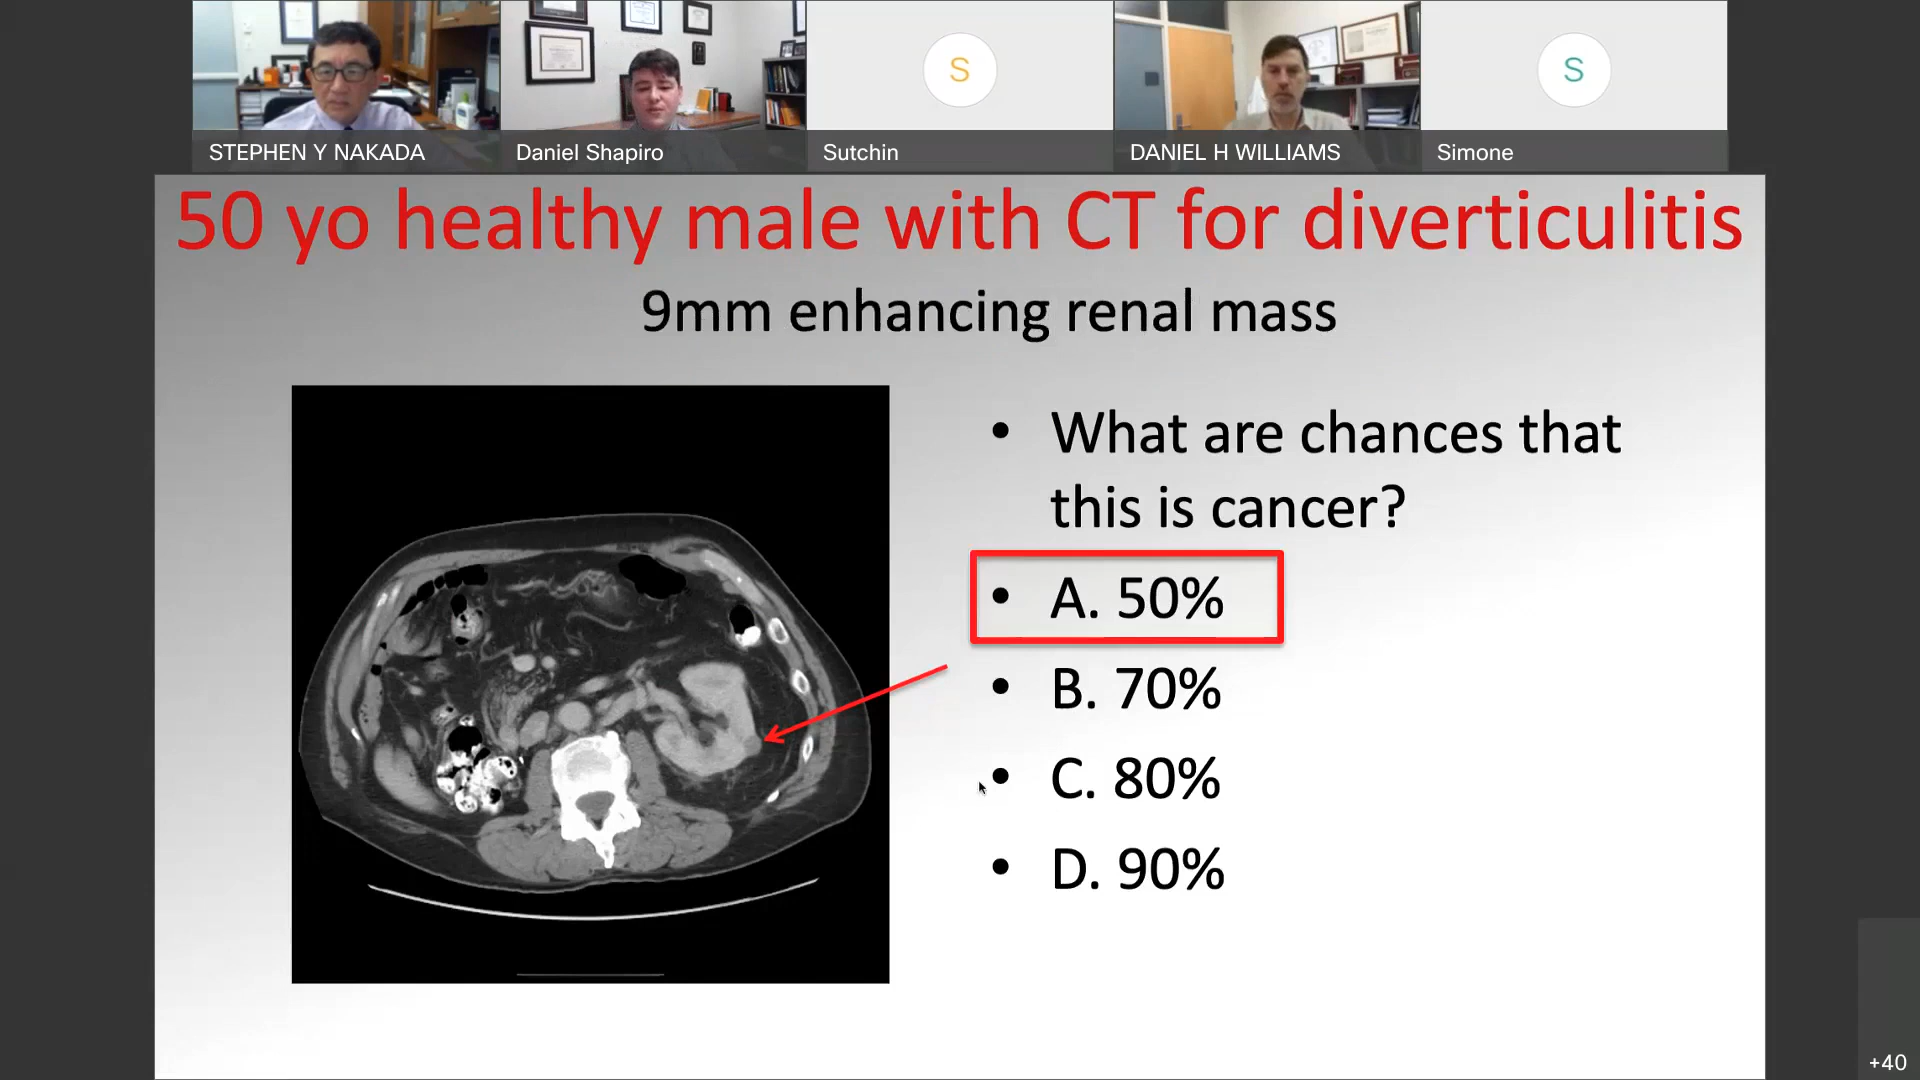 S
S
STEPHEN Y NAKADA
Daniel Shapiro
Sutchin
DANIEL H WILLIAMS
Simone
50 yo healthy male with CT for diverticulitis
9mm enhancing renal mass
• What are chances that
this is cancer?
• A. 50%
• B. 70%
• C. 80%
• D. 90%
+40